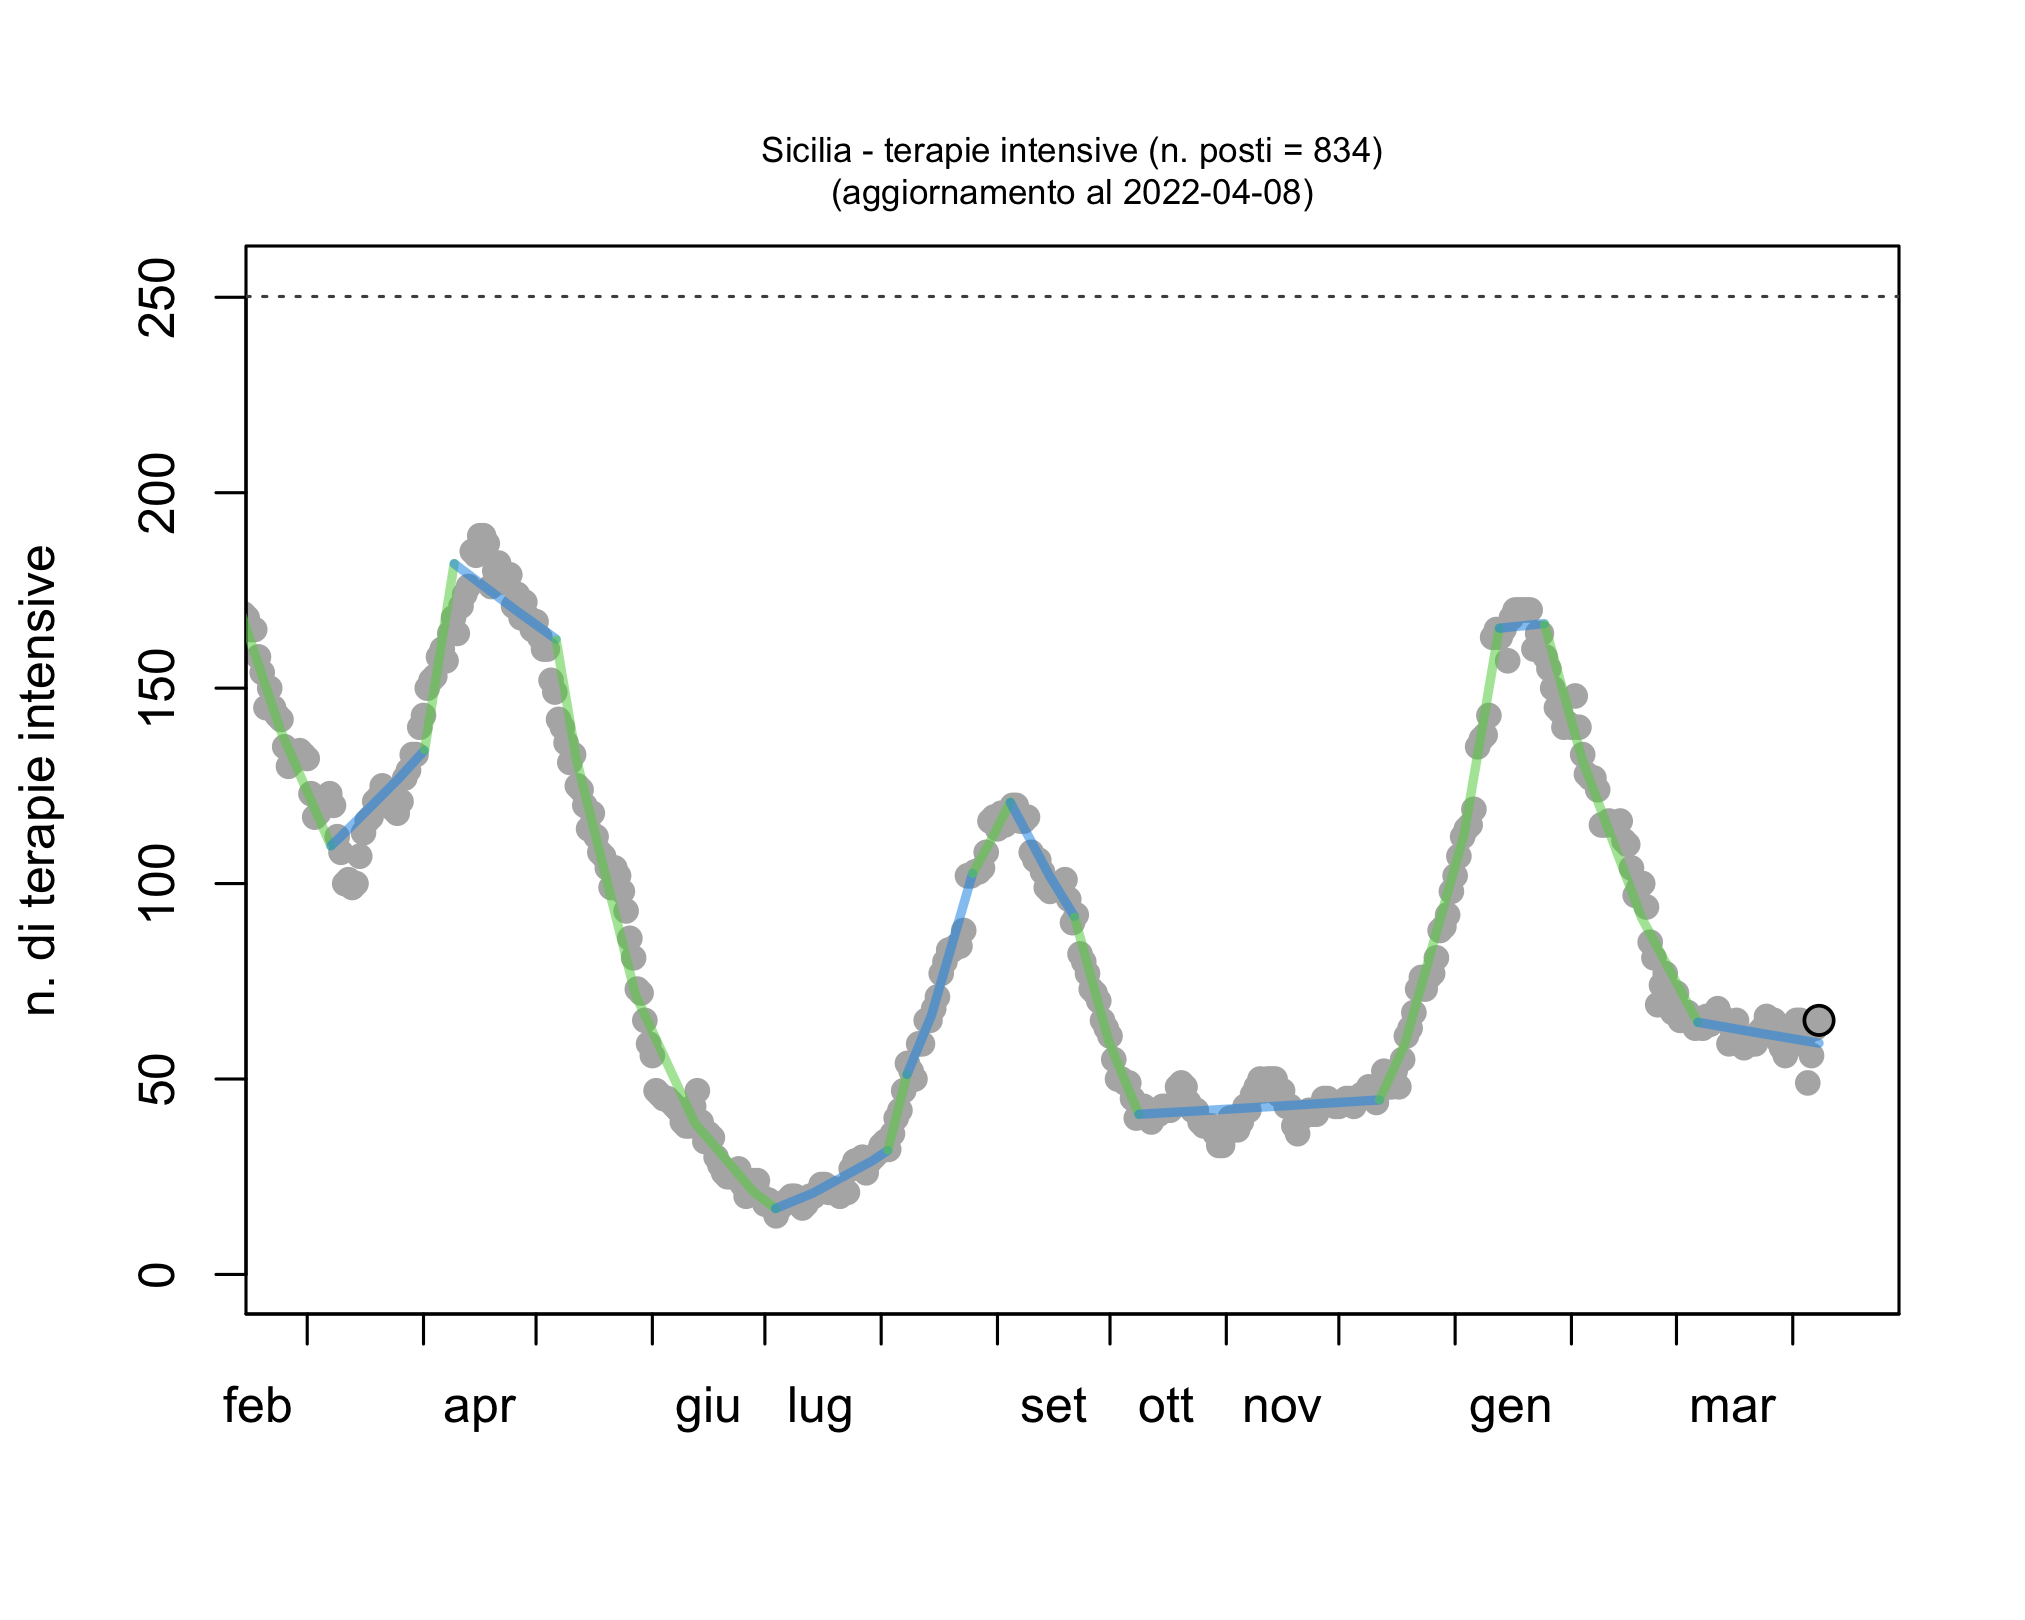 Sicilia - terapie intensive (n. posti = 834)
(aggiornamento al 2022-04-08)
n. di terapie intensive
250
200
150
100
50
0
feb apr giu lug set ott nov gen mar